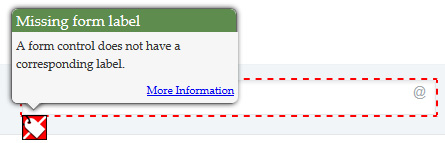 Missing form label
A form control does not have a
corresponding label.
More Information
@